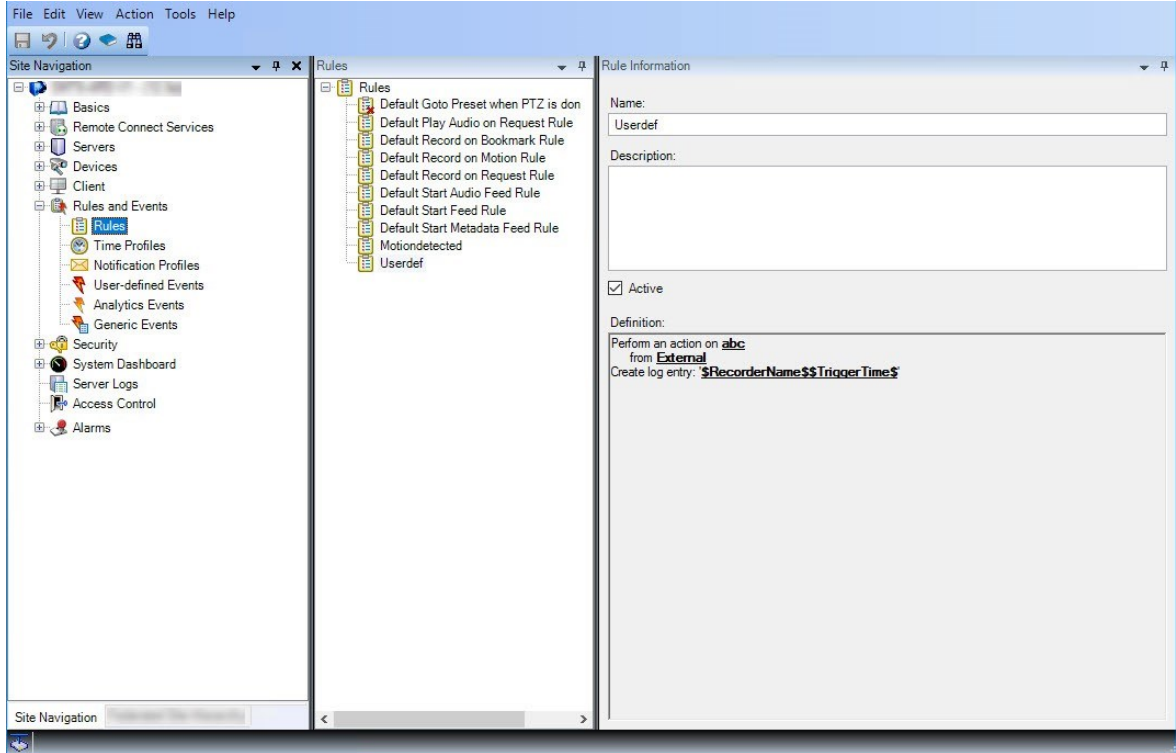 File Edit View Action Tools Help
Site Navigation
Basics
Remote Connect Services
Servers
Devices
Client
Rules and Events
Rules
Time Profiles
Notification Profiles
User-defined Events
Analytics Events
Generic Events
Security
System Dashboard
Server Logs
Access Control
Alarms
Site Navigation
Rules
Rules
Default Goto Preset when PTZ is don
Default Play Audio on Request Rule
Default Record on Bookmark Rule
Default Record on Motion Rule
Default Record on Request Rule
Default Start Audio Feed Rule
Default Start Feed Rule
Default Start Metadata Feed Rule
Motiondetected
Userdef
Rule Information
Name:
Userdef
Description:
Active
Definition:
Perform an action on abc
from External
Create log entry: '$RecorderName$$TriggerTime$'